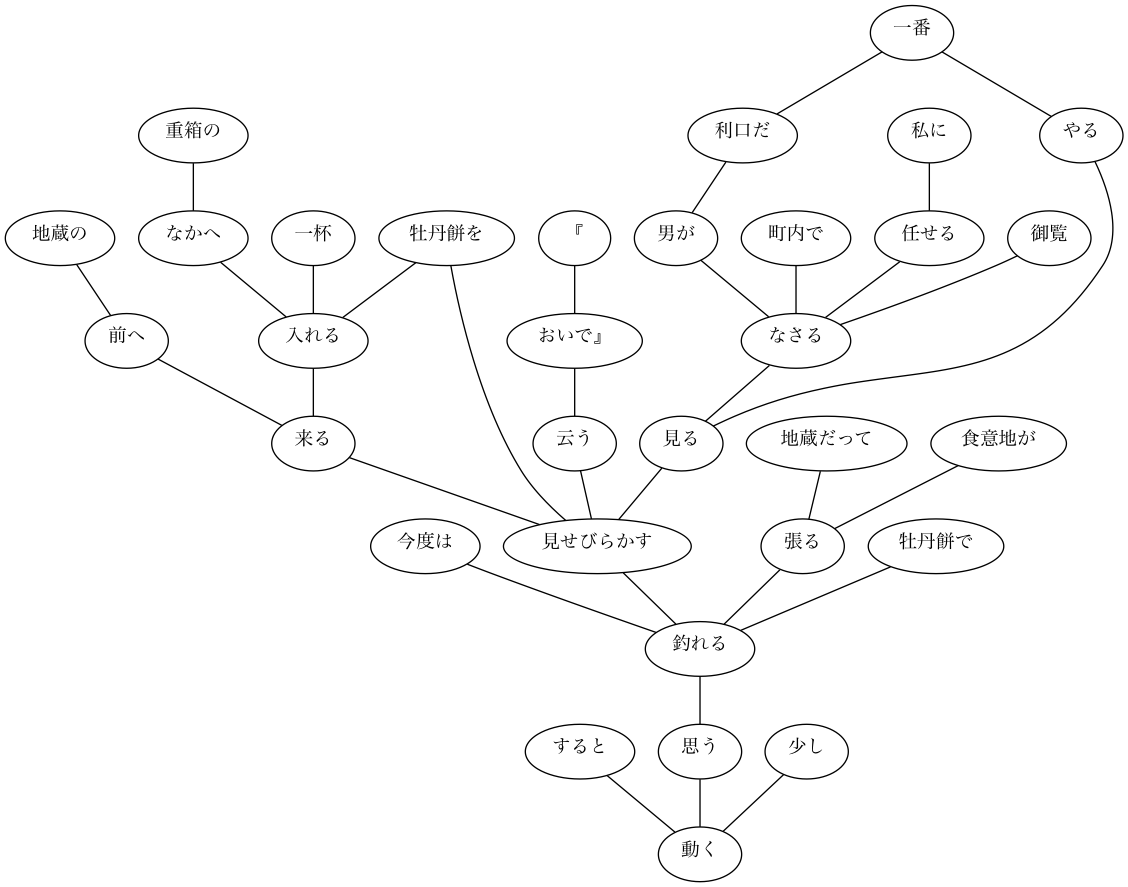 一番
重箱の
利口だ
私に
やる
地蔵の
なかへ
一杯
牡丹餅を
『
男が
町内で
任せる
御覧
前へ
入れる
おいで』
なさる
来る
云う
見る
地蔵だって
食意地が
今度は
見せびらかす
張る
牡丹餅で
釣れる
すると
思う
少し
動く